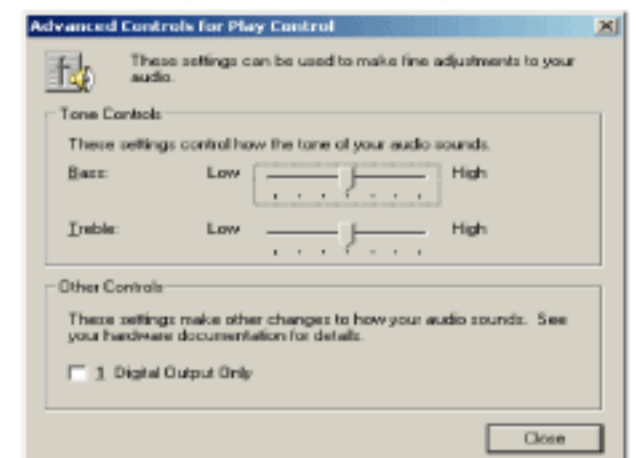 Advanced Controls for Play Control
These settings can be used to make fine adjustments to your
audio.
Tone Controls
These settings control how the tone of your audio sounds.
Bass: Low High
Treble: Low High
Other Controls
These settings make other changes to how your audio sounds. See
your hardware documentation for details.
1 Digital Output Only
Close